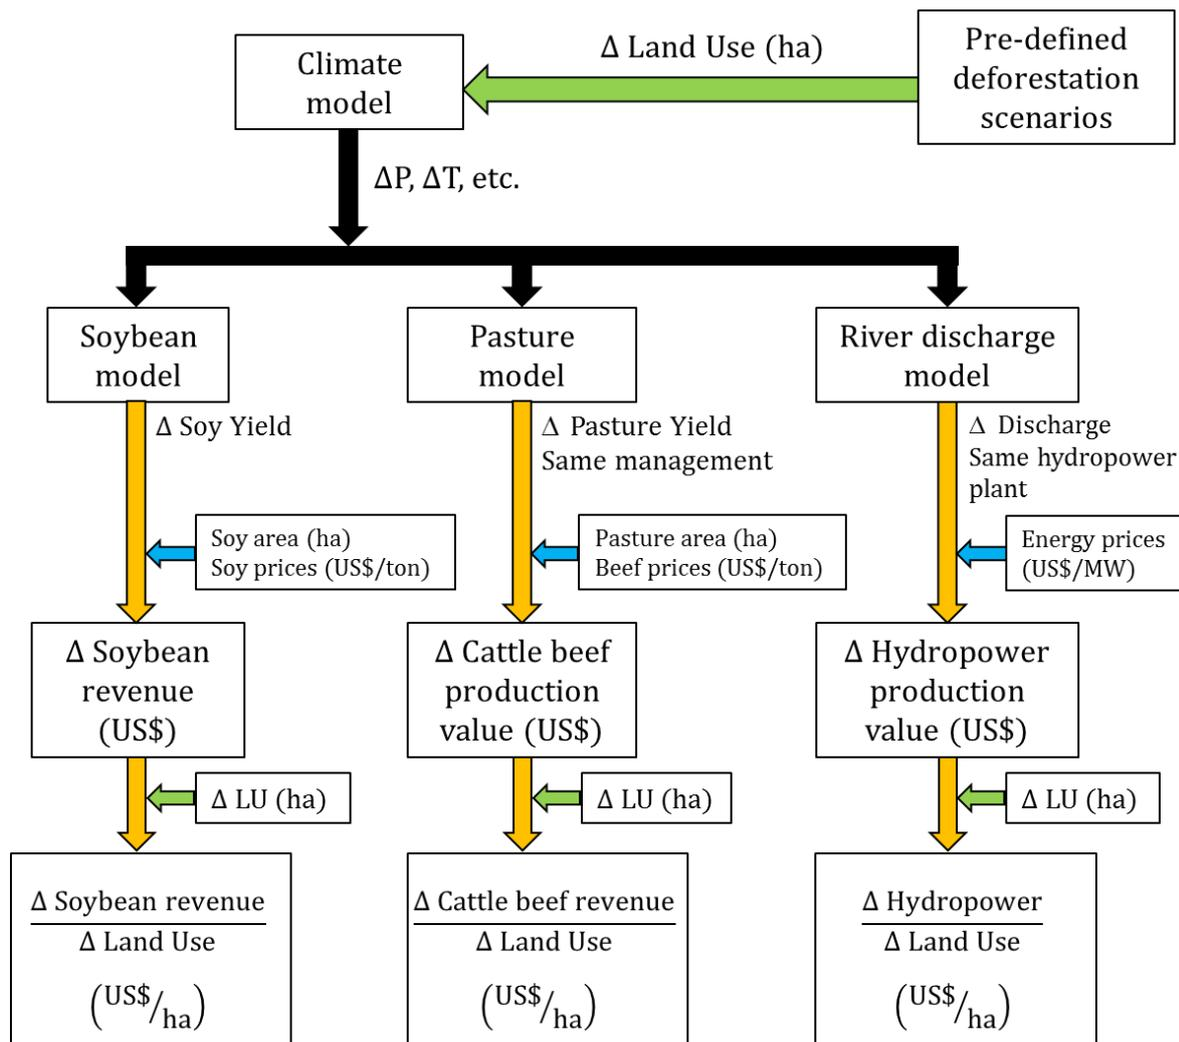 Climate
model
Δ Land Use (ha)
Pre-defined
deforestation
scenarios
ΔP, ΔT, etc.
Soybean
model
Pasture
model
River discharge
model
Δ Soy Yield
Δ Pasture Yield
Same management
Δ Discharge
Same hydropower
plant
Soy area (ha)
Soy prices (US$/ton)
Pasture area (ha)
Beef prices (US$/ton)
Energy prices
(US$/MW)
Δ Soybean
revenue
(US$)
Δ Cattle beef
production
value (US$)
Δ Hydropower
production
value (US$)
Δ LU (ha)
Δ LU (ha)
Δ LU (ha)
Δ Soybean revenue
Δ Land Use
(US$/ha)
Δ Cattle beef revenue
Δ Land Use
(US$/ha)
Δ Hydropower
Δ Land Use
(US$/ha)